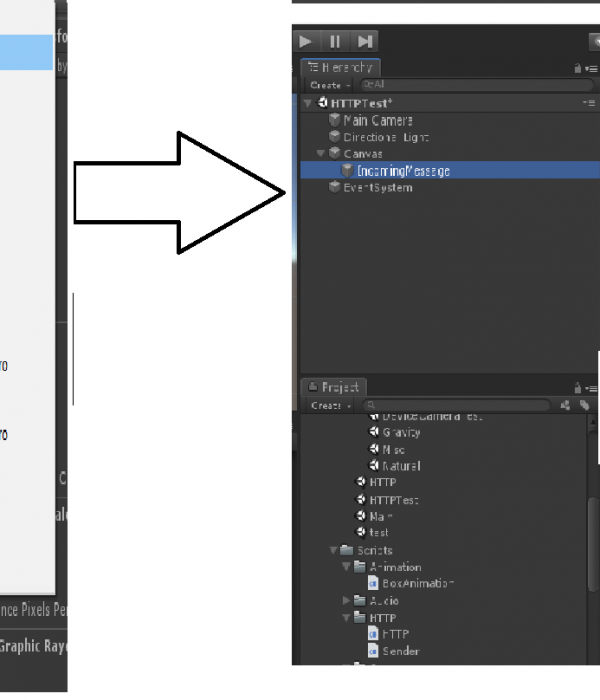 fo
by
ro
ro
C
nce Pixels Pe
Graphic Ray
Hierarchy
Create
All
HTTPTest*
Main Camera
Directional Light
Canvas
IncomingMessage
EventSystem
Project
Create
DeviceCameraTest
Gravity
Misc
Natural
HTTP
HTTPTest
Main
test
Scripts
Animation
BoxAnimation
Audio
HTTP
HTTP
Sender